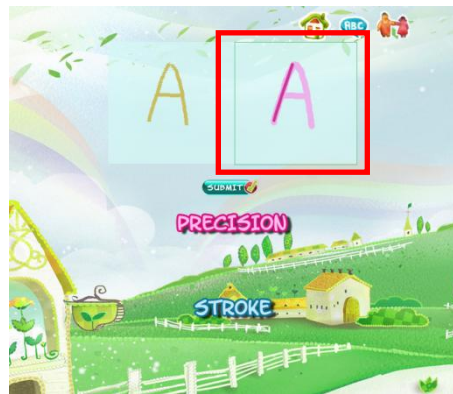 ABC
A A
SUBMIT
PRECISION
STROKE